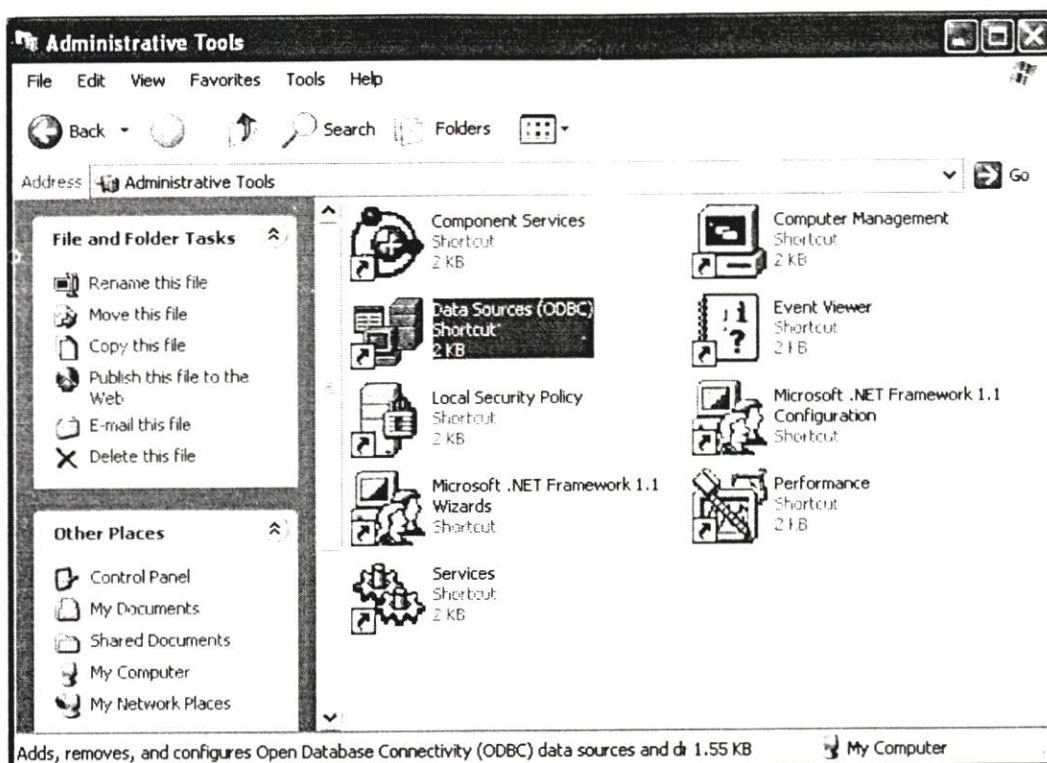 Administrative Tools
File Edit View Favorites Tools Help
Back Search Folders
Address Administrative Tools Go
File and Folder Tasks
Rename this file
Move this file
Copy this file
Publish this file to the
Web
E-mail this file
Delete this file
Other Places
Control Panel
My Documents
Shared Documents
My Computer
My Network Places
Component Services
Shortcut
2 KB
Computer Management
Shortcut
2 KB
Data Sources (ODBC)
Shortcut
2 KB
Event Viewer
Shortcut
2 KB
Local Security Policy
Shortcut
2 KB
Microsoft .NET Framework 1.1
Configuration
Shortcut
Microsoft .NET Framework 1.1
Wizards
Shortcut
Performance
Shortcut
2 KB
Services
Shortcut
2 KB
Adds, removes, and configures Open Database Connectivity (ODBC) data sources and dr 1.55 KB My Computer